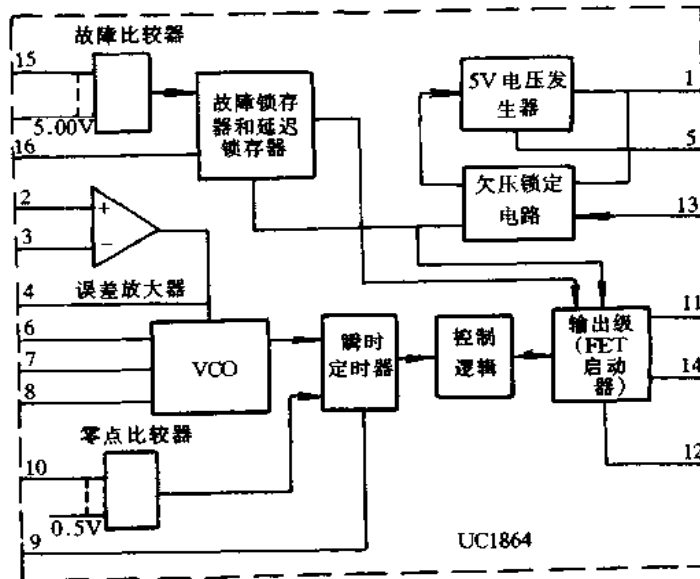 故障比较器
15
5.00V
16
故障锁存
器和延迟
锁存器
5V电压发
生器
1
5
欠压锁定
电路
13
2
+
3
−
误差放大器
4
6
7
8
VCO
瞬时
定时器
控制
逻辑
输出级
(FET
启动
器)
11
14
12
零点比较器
10
0.5V
9
UC1864